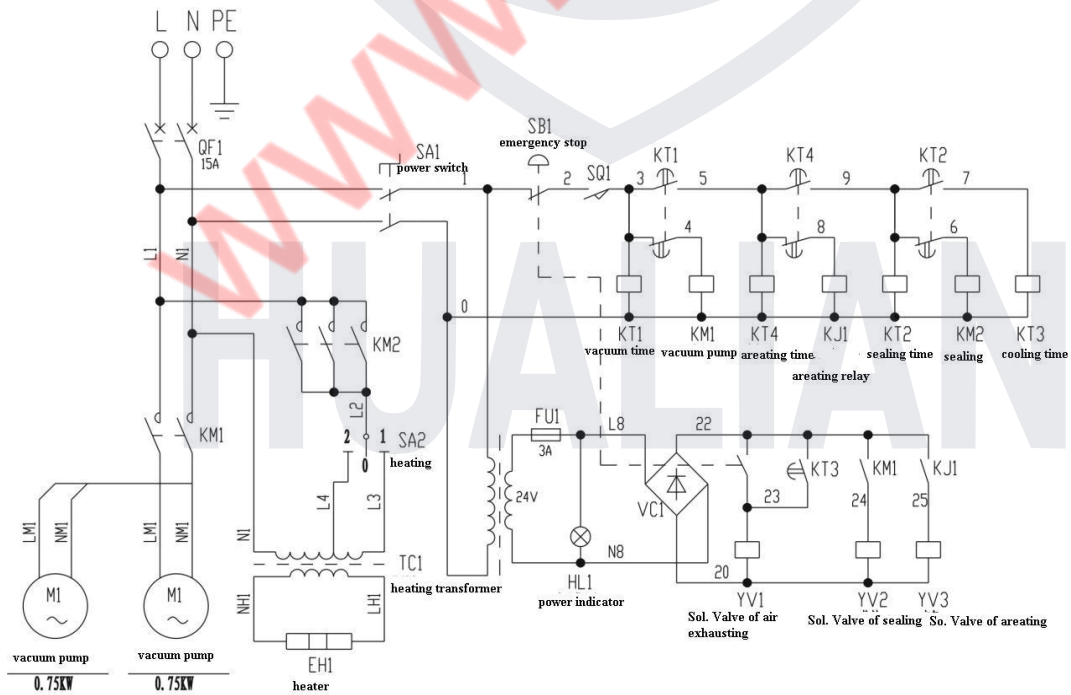 L N PE
QF1
15A
SA1
power switch
SB1
emergency stop
SQ1
KT1
KT4
KT2
1
2
3
5
9
7
4
8
6
0
L1
N1
KM2
KT1
KM1
KT4
KJ1
KT2
KM2
KT3
vacuum time
vacuum pump
areating time
areating relay
sealing time
sealing
cooling time
KM1
L2
2
0
1
SA2
heating
L4
L3
FU1
3A
L8
22
24V
VC1
KT3
KM1
KJ1
23
24
25
N8
20
HL1
power indicator
LM1
NM1
LM1
NM1
N1
TC1
heating transformer
NH1
LH1
M1
~
M1
~
EH1
heater
vacuum pump
0.75KW
vacuum pump
0.75KW
YV1
YV2
YV3
Sol. Valve of air
exhausting
Sol. Valve of sealing
So. Valve of areating
HUALIAN
www